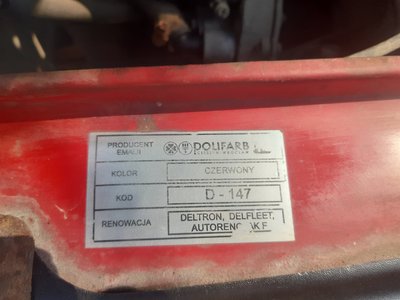 PRODUCENT EMALII DOLIFARB
KOLOR CZERWONY
KOD D-147
RENOWACJA DELTRON, DELFLEET,